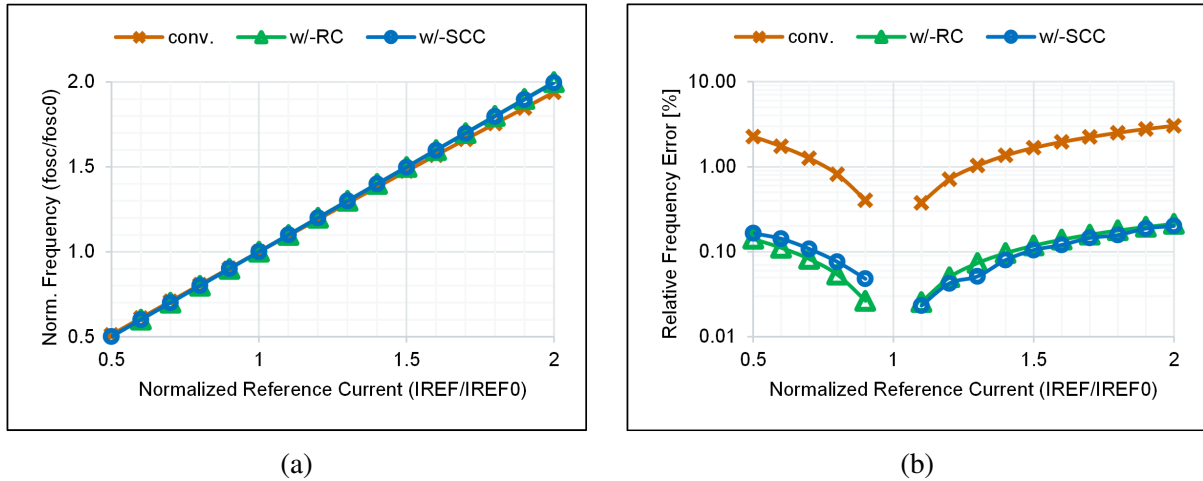 conv. w/-RC w/-SCC
Norm. Frequency (fosc/fosc0)
2.0
1.5
1.0
0.5
0.5 1 1.5 2
Normalized Reference Current (IREF/IREF0)
(a)
conv. w/-RC w/-SCC
Relative Frequency Error [%]
10.00
1.00
0.10
0.01
0.5 1 1.5 2
Normalized Reference Current (IREF/IREF0)
(b)